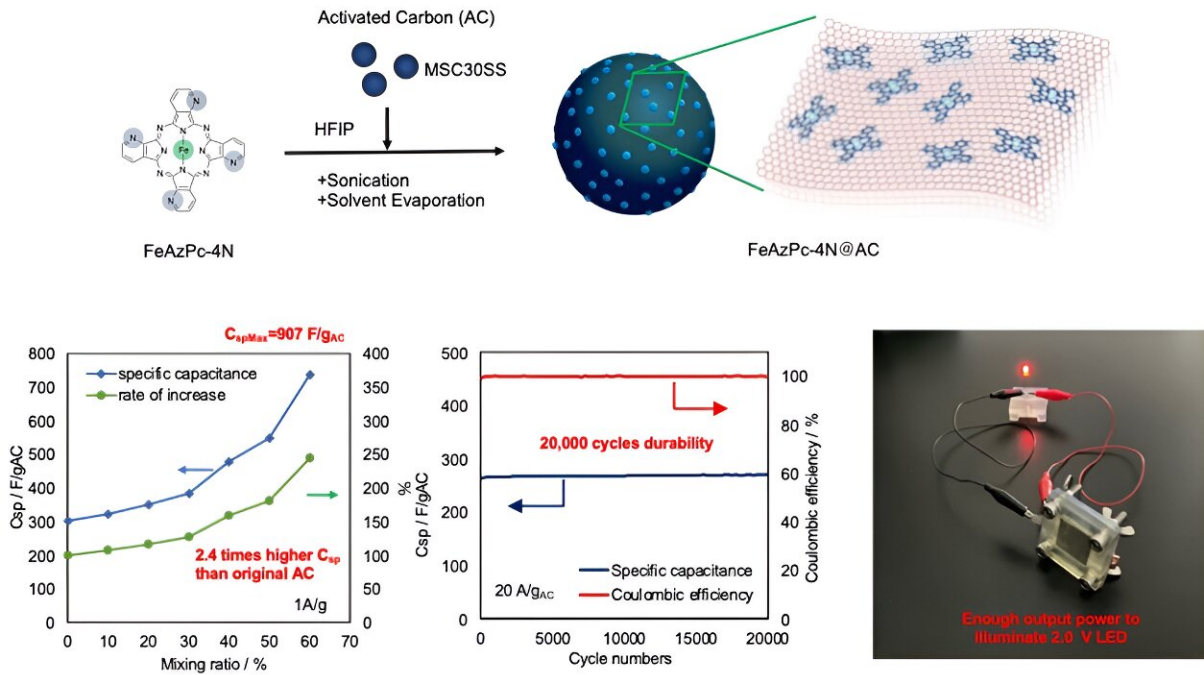 Activated Carbon (AC)
MSC30SS
HFIP
+Sonication
+Solvent Evaporation
N
N
N
N
N
N
N
N
N
N
N
N
Fe
FeAzPc-4N
FeAzPc-4N@AC
CspMax=907 F/gAC
800
700
600
500
400
300
200
100
0
Csp / F/gAC
400
350
300
250
200
150
100
50
0
%
specific capacitance
rate of increase
2.4 times higher Csp
than original AC
1A/g
0 10 20 30 40 50 60 70
Mixing ratio / %
500
450
400
350
300
250
200
150
100
50
0
Csp / F/gAC
100
80
60
40
20
0
Coulombic efficiency / %
20,000 cycles durability
Specific capacitance
Coulombic efficiency
20 A/gAC
0 5000 10000 15000 20000
Cycle numbers
Enough output power to
illuminate 2.0 V LED